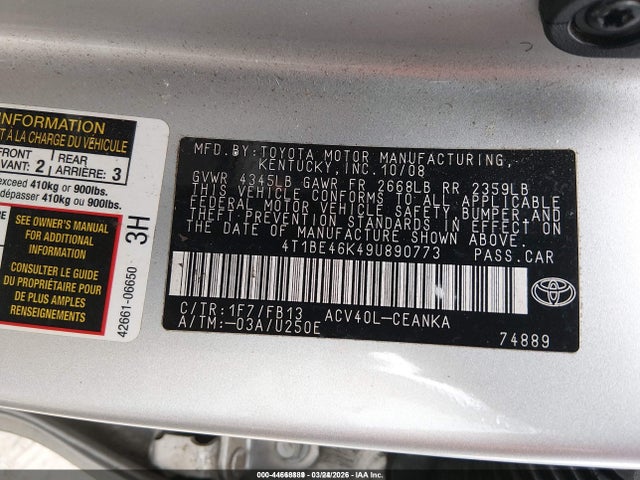 INFORMATION
T À LA CHARGE DU VÉHICULE
FRONT
VANT: 2
REAR
ARRIÈRE: 3
exceed 410kg or 900lbs.
dépasser 410kg ou 900lbs.
SEE OWNER'S MANUAL
FOR ADDITIONAL
INFORMATION
CONSULTER LE GUIDE
DU PROPRIÉTAIRE POUR
DE PLUS AMPLES
RENSEIGNEMENTS
3H
42661-06650
MFD.BY:TOYOTA MOTOR MANUFACTURING,
KENTUCKY,INC.10/08
GVWR 4345LB GAWR FR 2668LB RR 2359LB
THIS VEHICLE CONFORMS TO ALL APPLICABLE
FEDERAL MOTOR VEHICLE SAFETY,BUMPER,AND
THEFT PREVENTION STANDARDS IN EFFECT ON
THE DATE OF MANUFACTURE SHOWN ABOVE.
4T1BE46K49U890773 PASS.CAR
C/TR:1F7/FB13 ACV40L-CEANKA
A/TM:-03A/U250E
74889
000-44668889 - 03/24/2026 - IAA Inc.